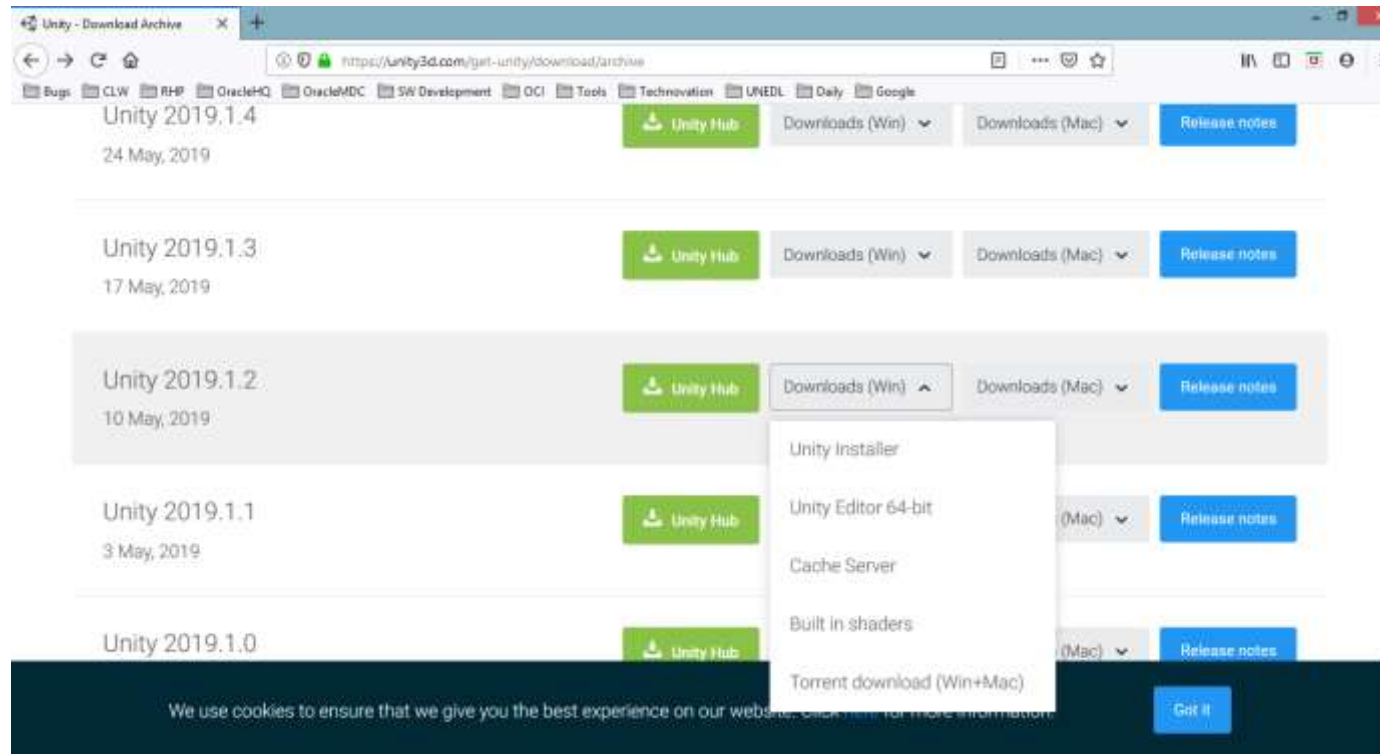 Unity - Download Archive
https://unity3d.com/get-unity/download/archive
Bugs CLW RHP OracleHQ OracleMDC SW Development OCI Tools Technovation UNEDL Daily Google
Unity 2019.1.4 Unity Hub Downloads (Win) Downloads (Mac) Release notes
24 May, 2019
Unity 2019.1.3 Unity Hub Downloads (Win) Downloads (Mac) Release notes
17 May, 2019
Unity 2019.1.2 Unity Hub Downloads (Win) Downloads (Mac) Release notes
10 May, 2019
Unity Installer
Unity Editor 64-bit
Unity 2019.1.1 Unity Hub (Mac) Release notes
3 May, 2019
Cache Server
Built in shaders
Unity 2019.1.0 Unity Hub (Mac) Release notes
Torrent download (Win+Mac)
We use cookies to ensure that we give you the best experience on our website. Click here for more information. Got it